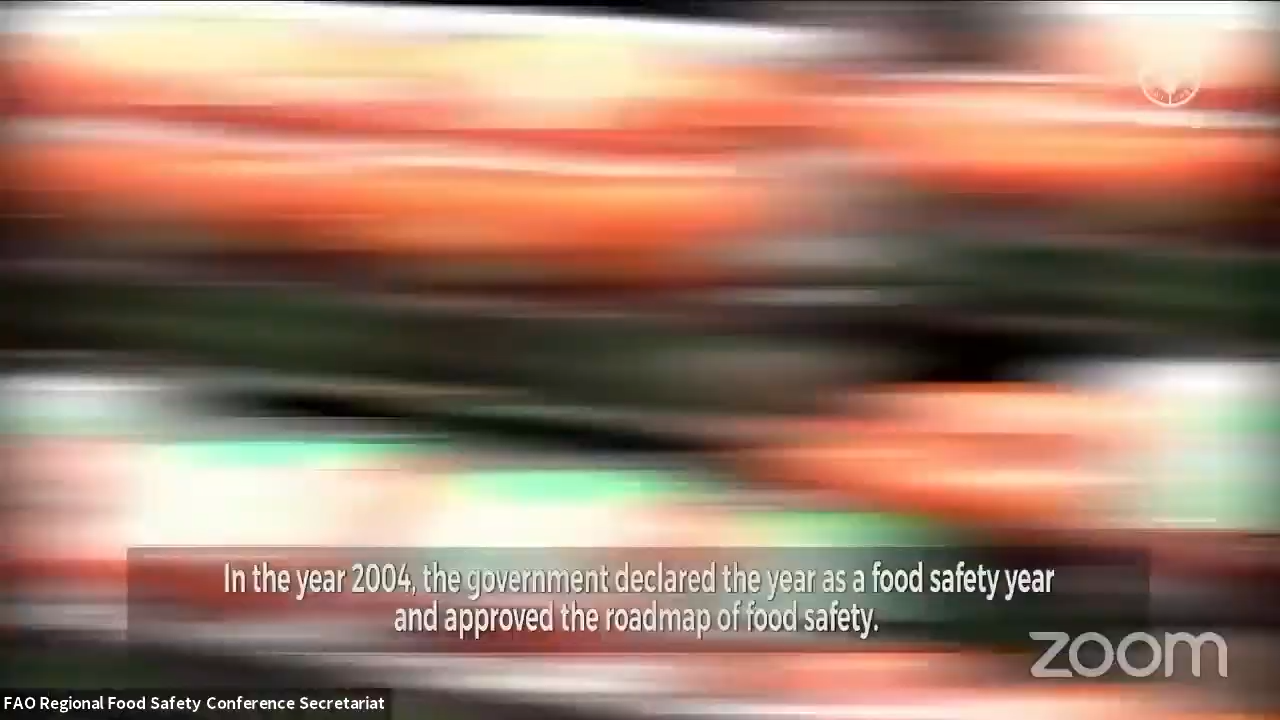 In the year 2004, the government declared the year as a food safety year
and approved the roadmap of food safety.
zoom
FAO Regional Food Safety Conference Secretariat